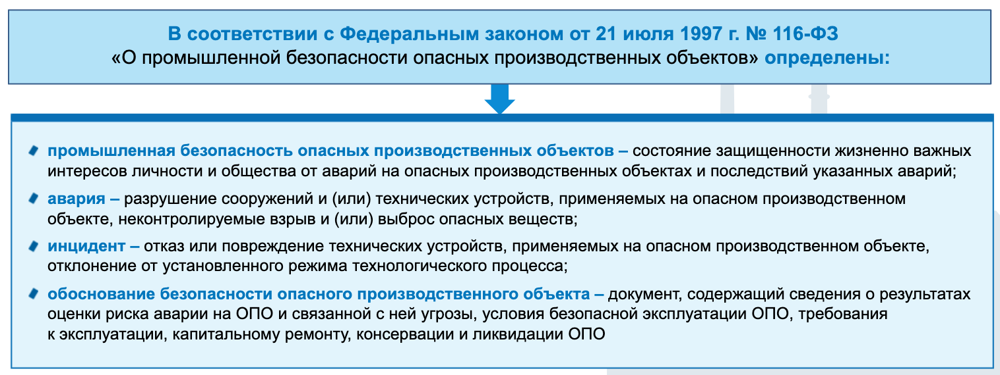 В соответствии с Федеральным законом от 21 июля 1997 г. № 116-ФЗ
«О промышленной безопасности опасных производственных объектов» определены:
промышленная безопасность опасных производственных объектов – состояние защищенности жизненно важных
интересов личности и общества от аварий на опасных производственных объектах и последствий указанных аварий;
авария – разрушение сооружений и (или) технических устройств, применяемых на опасном производственном
объекте, неконтролируемые взрыв и (или) выброс опасных веществ;
инцидент – отказ или повреждение технических устройств, применяемых на опасном производственном объекте,
отклонение от установленного режима технологического процесса;
обоснование безопасности опасного производственного объекта – документ, содержащий сведения о результатах
оценки риска аварии на ОПО и связанной с ней угрозы, условия безопасной эксплуатации ОПО, требования
к эксплуатации, капитальному ремонту, консервации и ликвидации ОПО